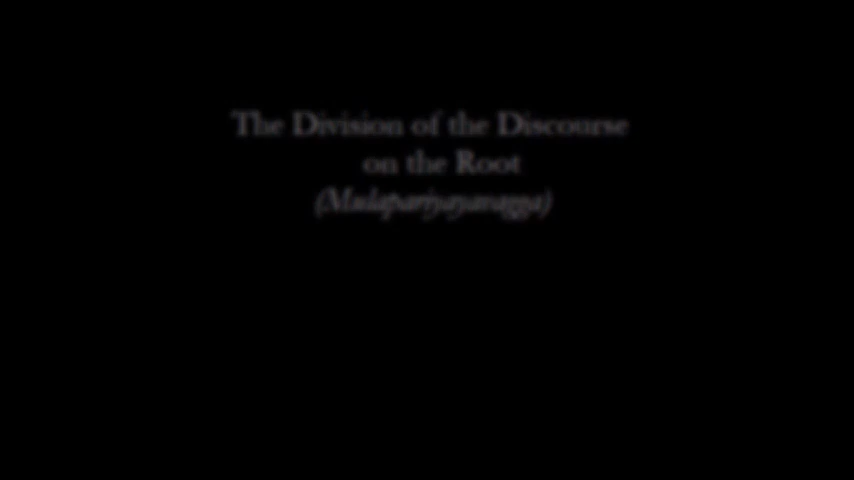 The Division of the Discourse
on the Root
(Mulapariyayavagga)